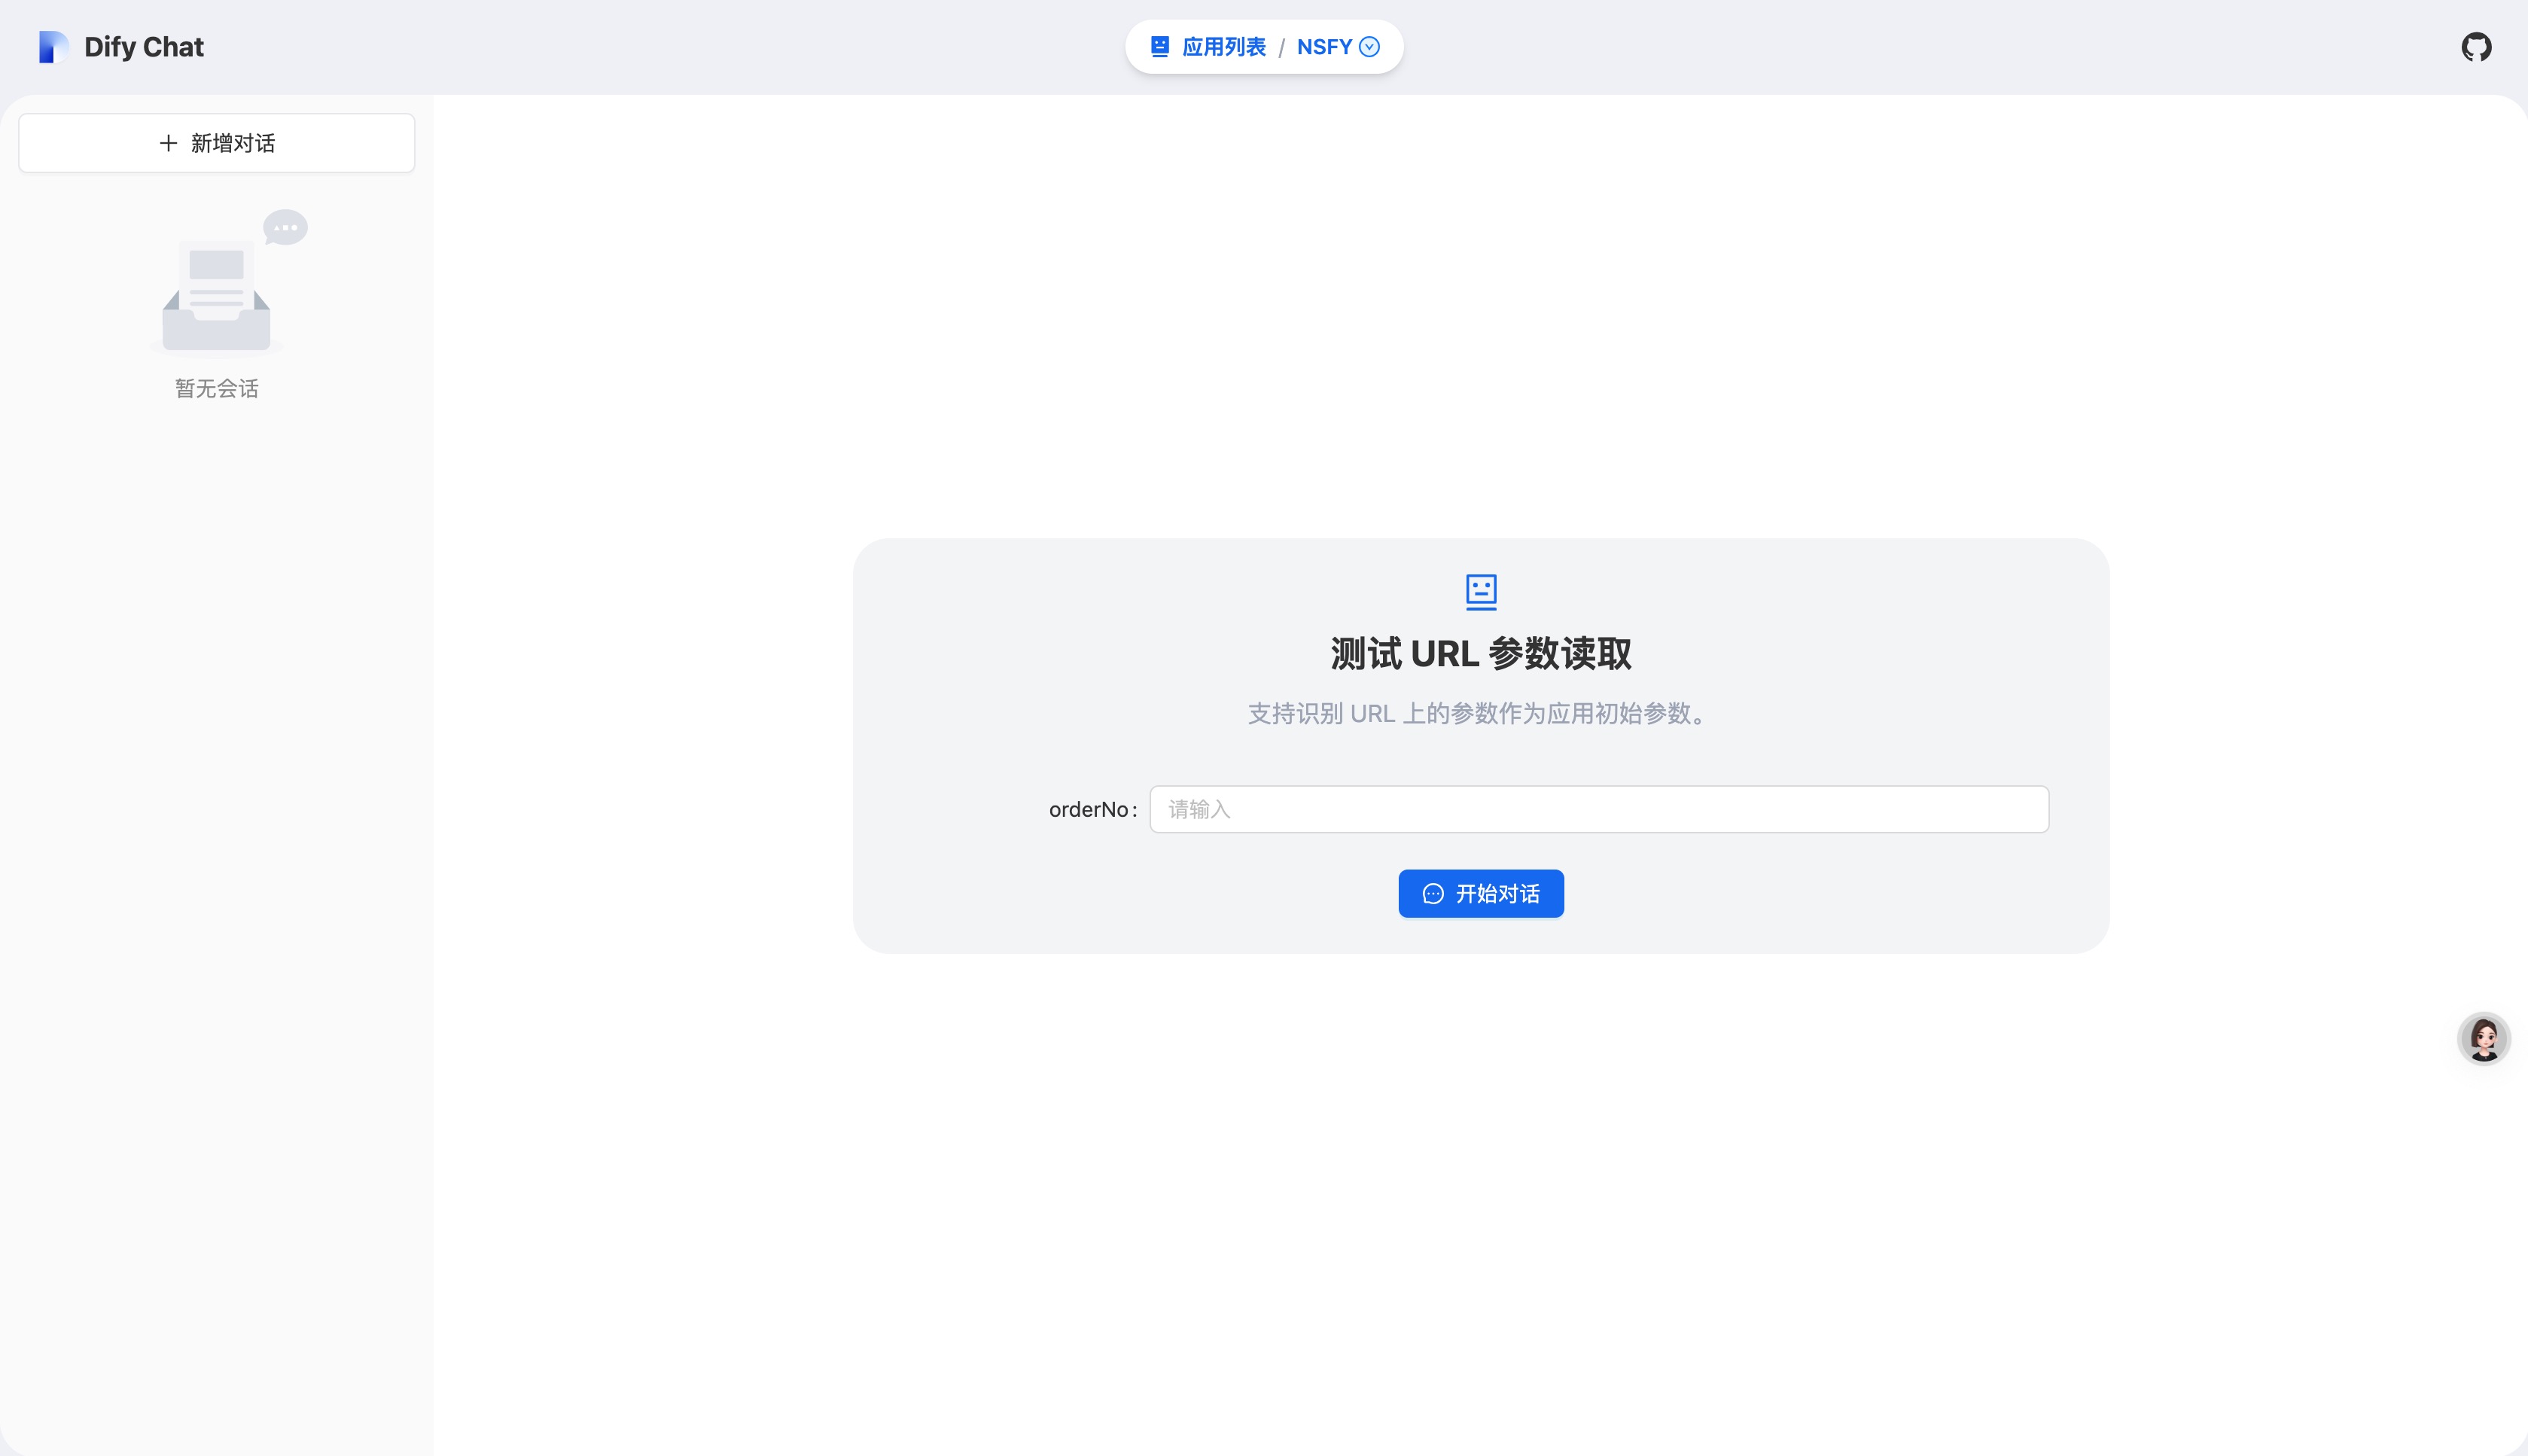 Dify Chat
应用列表 / NSFY
新增对话
暂无会话
测试 URL 参数读取
支持识别 URL 上的参数作为应用初始参数。
orderNo: 请输入
开始对话